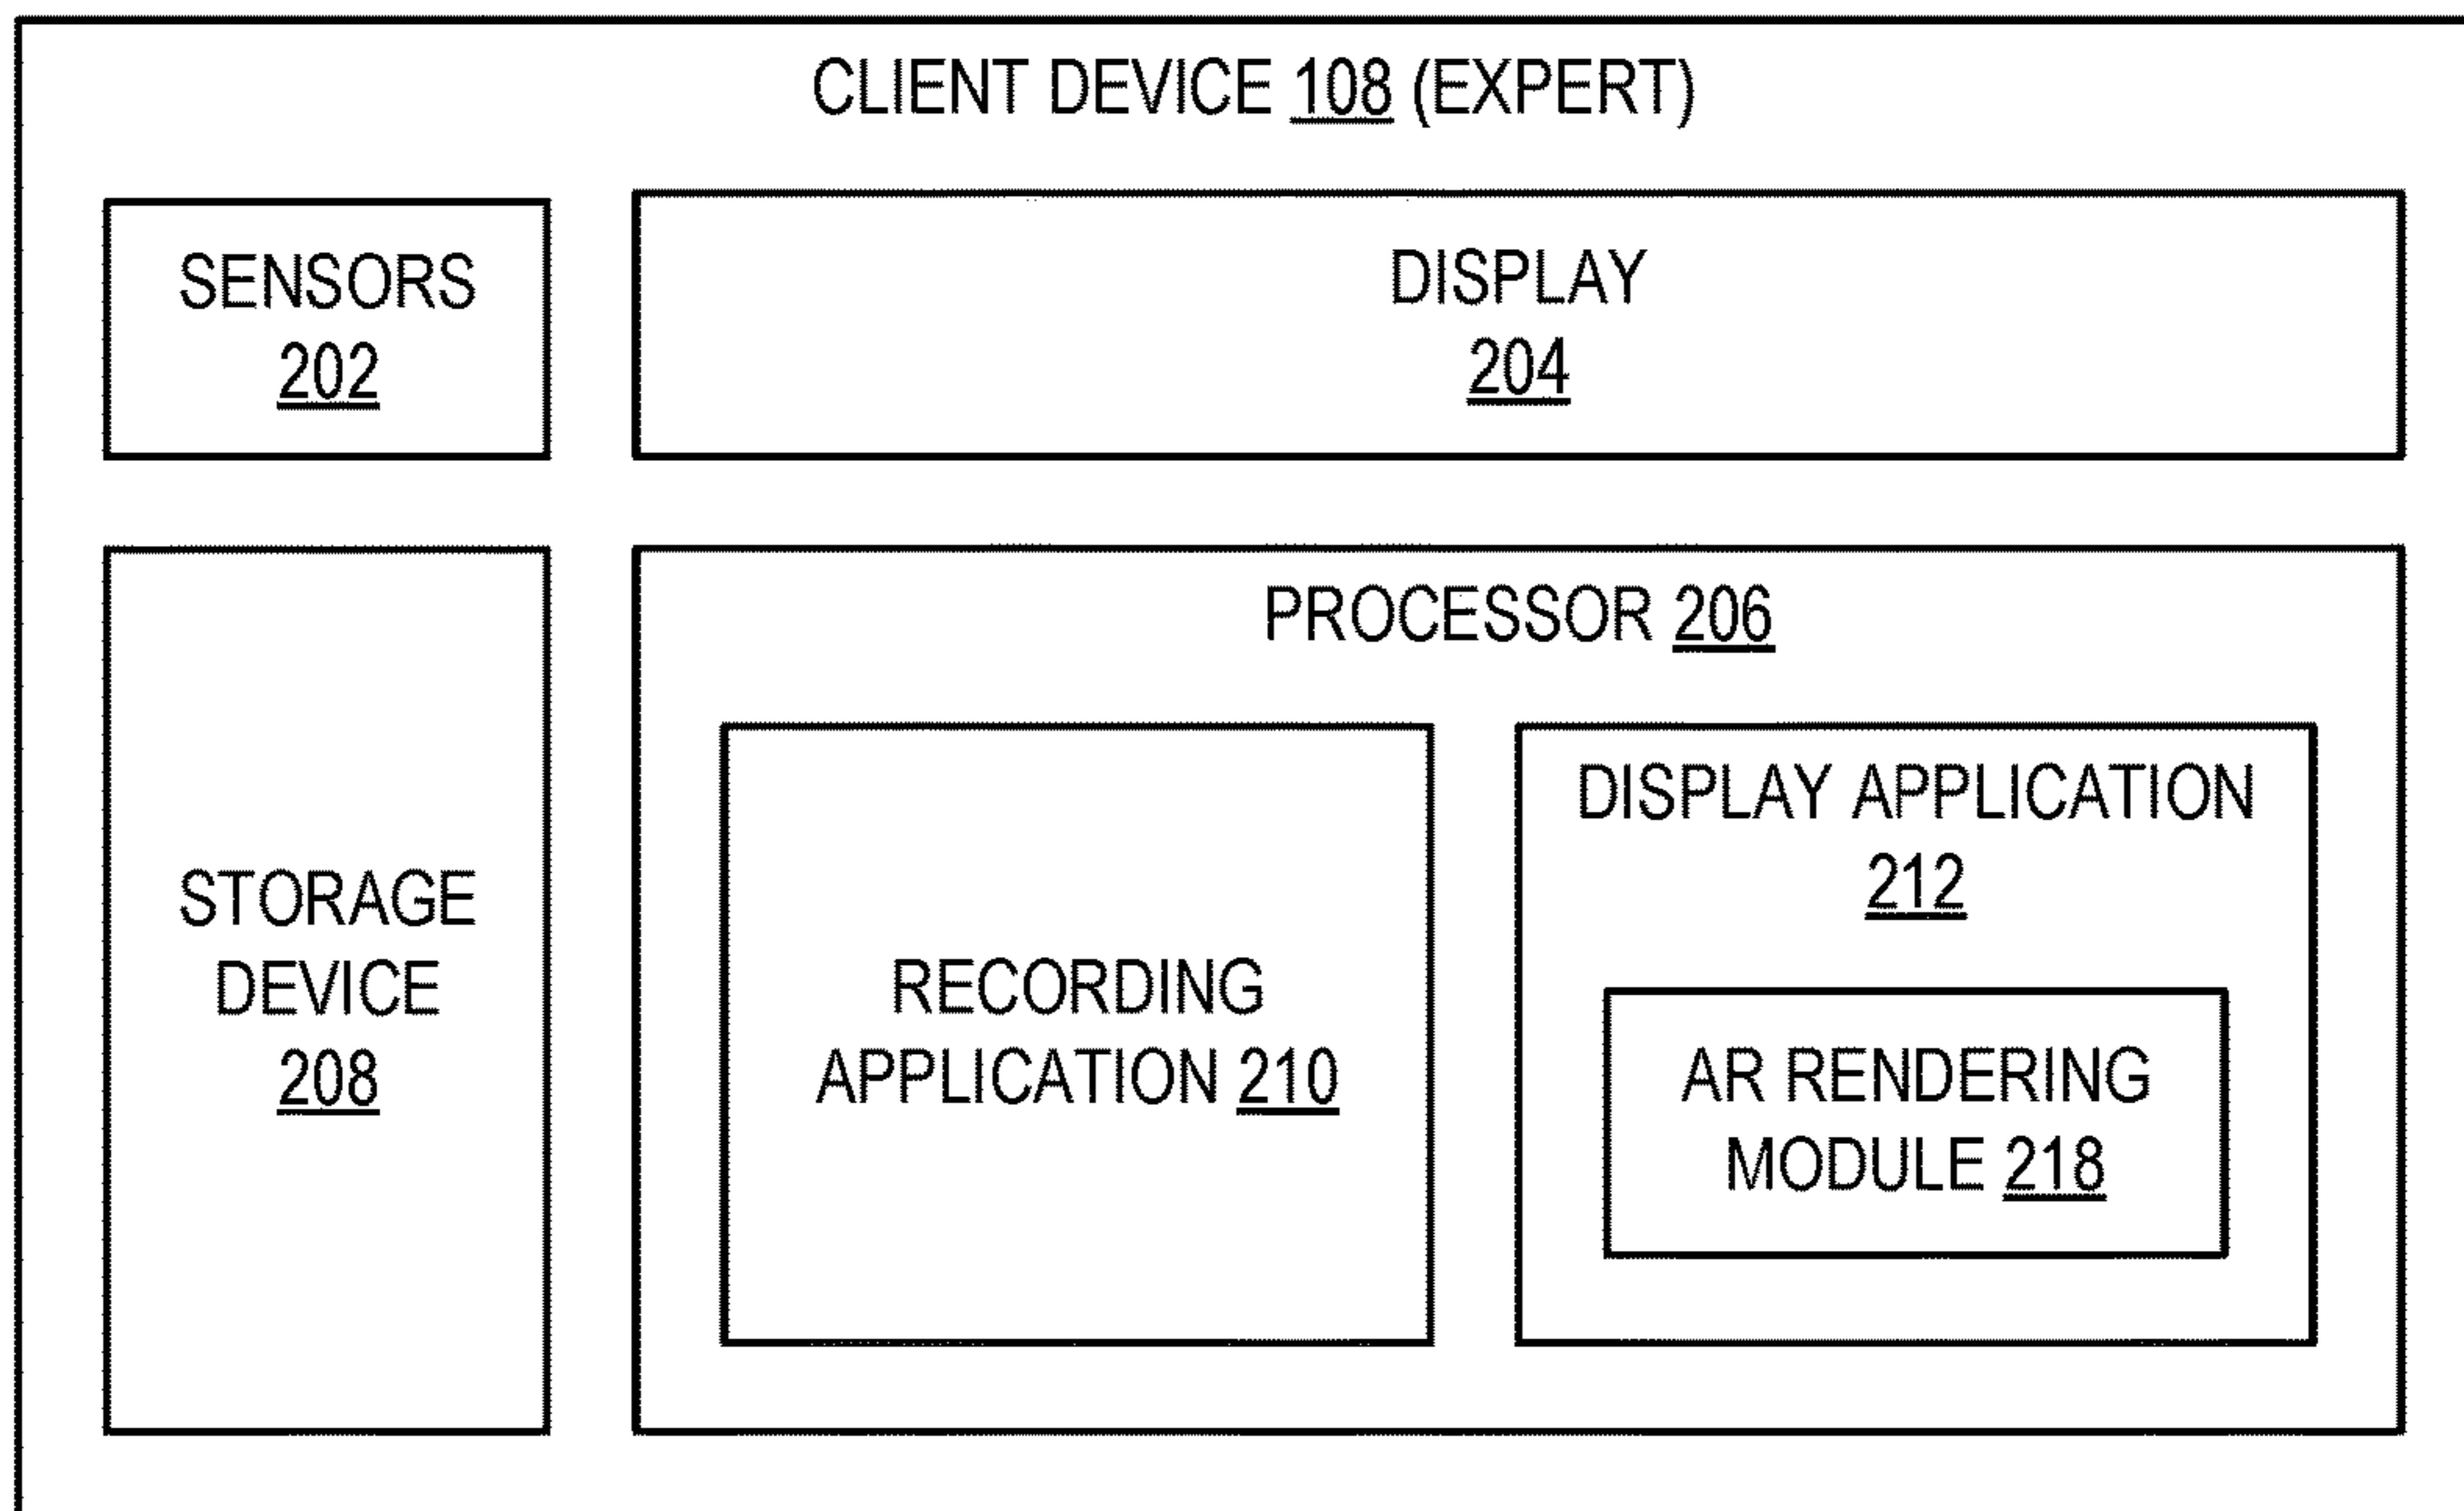 CLIENT DEVICE 108 (EXPERT)
SENSORS
202
DISPLAY
204
STORAGE
DEVICE
208
PROCESSOR 206
RECORDING
APPLICATION 210
DISPLAY APPLICATION
212
AR RENDERING
MODULE 218